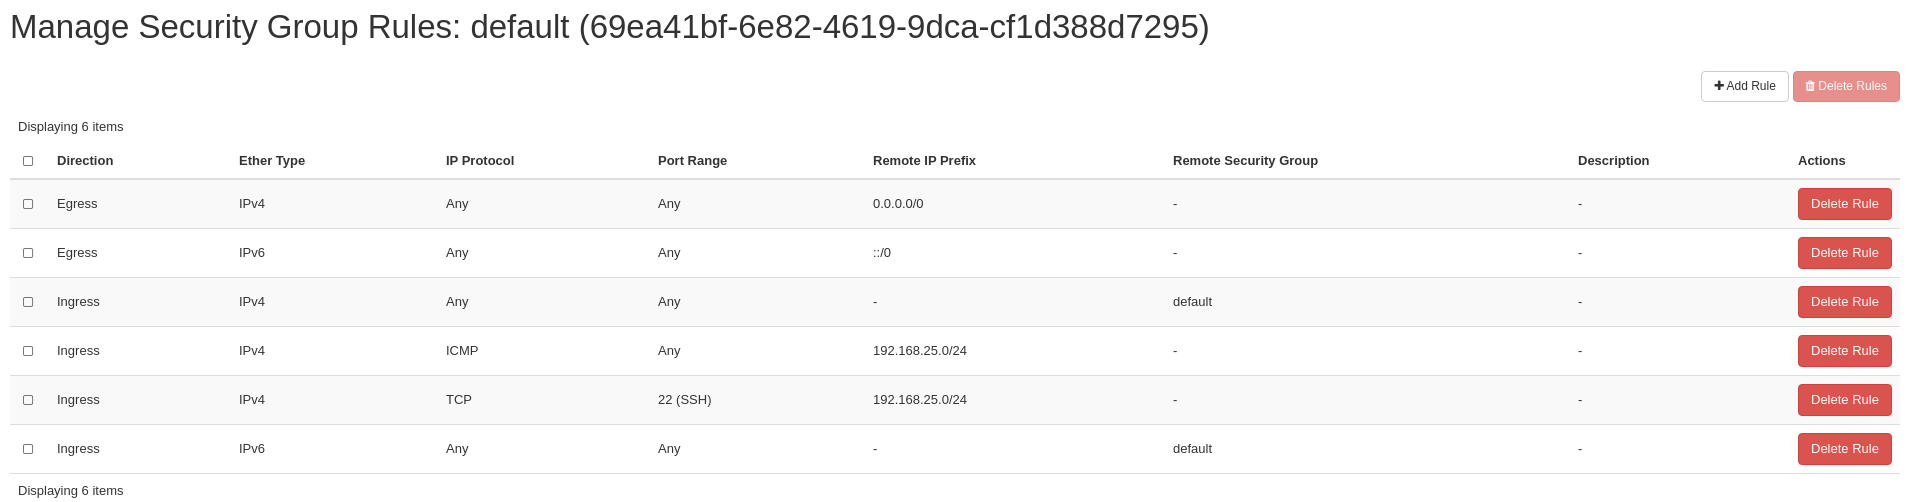 Manage Security Group Rules: default (69ea41bf-6e82-4619-9dca-cf1d388d7295)
Add Rule Delete Rules
Displaying 6 items
Direction Ether Type IP Protocol Port Range Remote IP Prefix Remote Security Group Description Actions
Egress IPv4 Any Any 0.0.0.0/0 - - Delete Rule
Egress IPv6 Any Any ::/0 - - Delete Rule
Ingress IPv4 Any Any - default - Delete Rule
Ingress IPv4 ICMP Any 192.168.25.0/24 - - Delete Rule
Ingress IPv4 TCP 22 (SSH) 192.168.25.0/24 - - Delete Rule
Ingress IPv6 Any Any - default - Delete Rule
Displaying 6 items